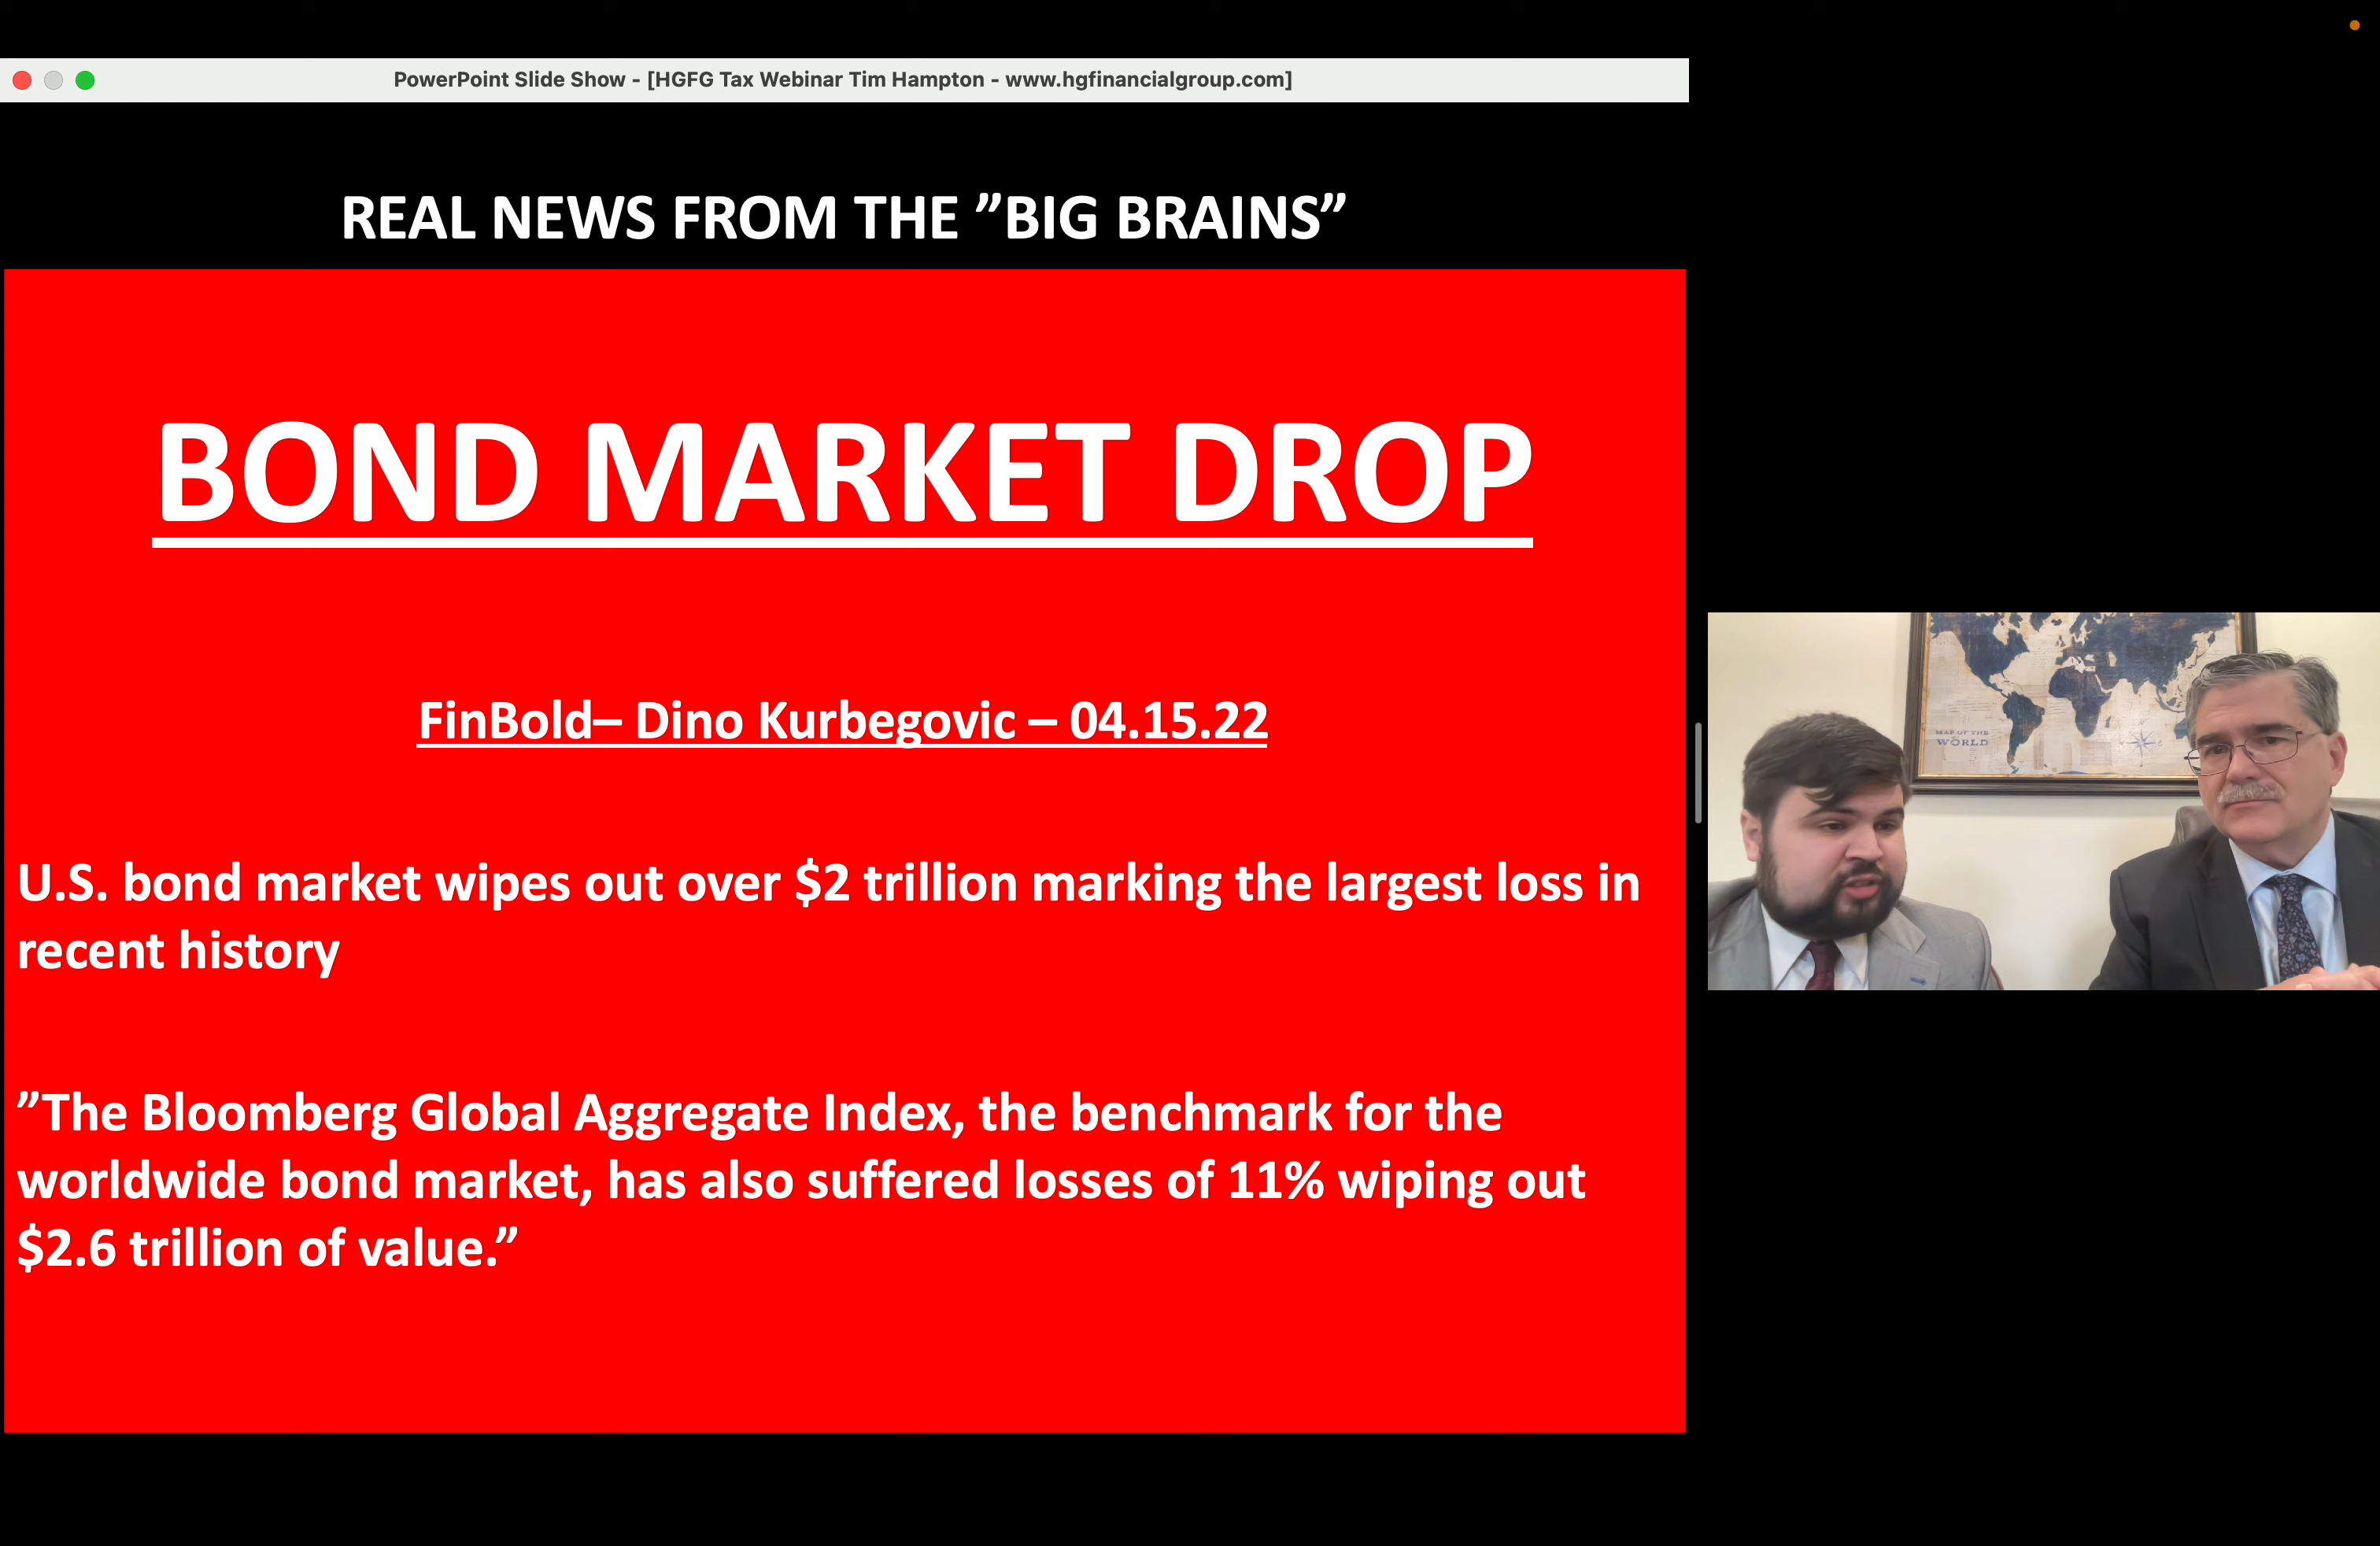 PowerPoint Slide Show - [HGFG Tax Webinar Tim Hampton - www.hgfinancialgroup.com]
REAL NEWS FROM THE ”BIG BRAINS”
BOND MARKET DROP
FinBold– Dino Kurbegovic – 04.15.22
U.S. bond market wipes out over $2 trillion marking the largest loss in
recent history
”The Bloomberg Global Aggregate Index, the benchmark for the
worldwide bond market, has also suffered losses of 11% wiping out
$2.6 trillion of value.”
MAP OF THE
WORLD